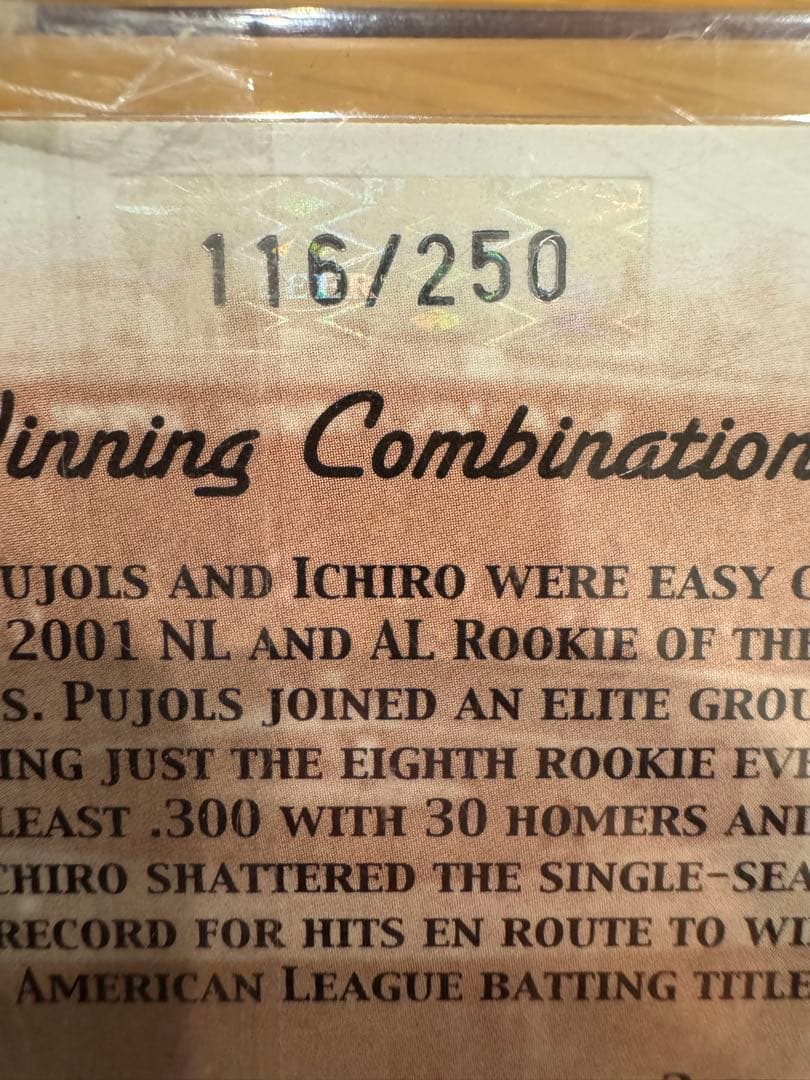 116/250
Winning Combination
UJOLS AND ICHIRO WERE EASY
2001 NL AND AL ROOKIE OF THE
S. PUJOLS JOINED AN ELITE GROU
ING JUST THE EIGHTH ROOKIE EVE
LEAST .300 WITH 30 HOMERS AND
CHIRO SHATTERED THE SINGLE-SEA
RECORD FOR HITS EN ROUTE TO WI
AMERICAN LEAGUE BATTING TITLE